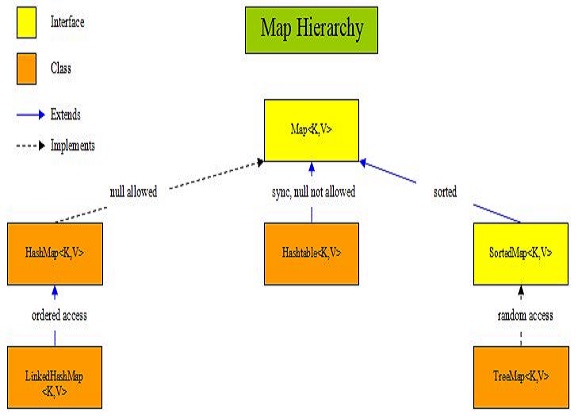 Interface
Map Hierarchy
Class
Extends
Implements
Map<K,V>
null allowed
sync, null not allowed
sorted
HashMap<K,V>
Hashtable<K,V>
SortedMap<K,V>
ordered access
random access
LinkedHashMap
<K,V>
TreeMap<K,V>